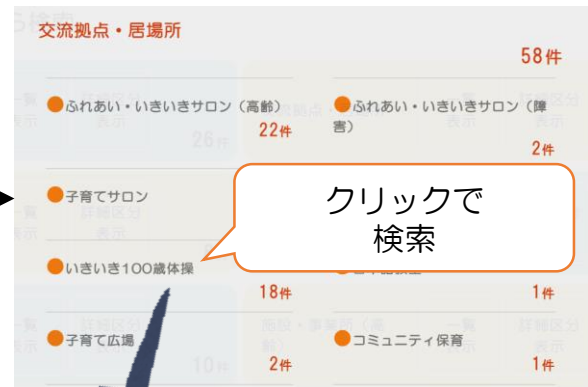 交流拠点・居場所
58件
ふれあい・いきいきサロン（高齢）
22件
ふれあい・いきいきサロン（障
害）
2件
子育てサロン
クリックで
検索
いきいき100歳体操
18件
1件
子育て広場
2件
コミュニティ保育
1件